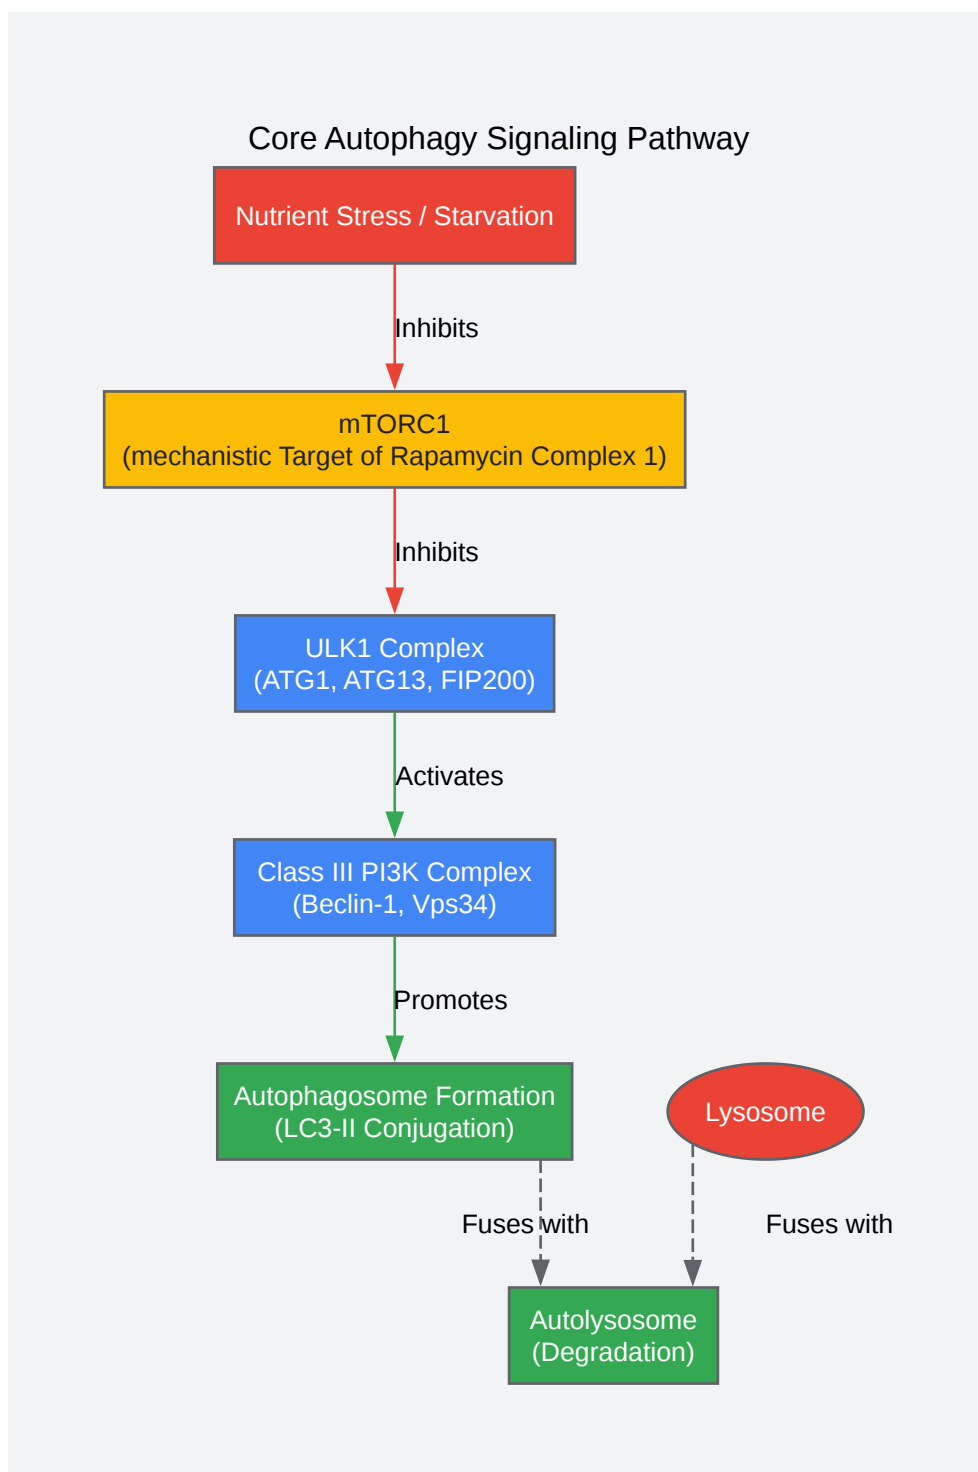 Core Autophagy Signaling Pathway
Nutrient Stress / Starvation
Inhibits
mTORC1
(mechanistic Target of Rapamycin Complex 1)
Inhibits
ULK1 Complex
(ATG1, ATG13, FIP200)
Activates
Class III PI3K Complex
(Beclin-1, Vps34)
Promotes
Autophagosome Formation
(LC3-II Conjugation)
Lysosome
Fuses with
Fuses with
Autolysosome
(Degradation)